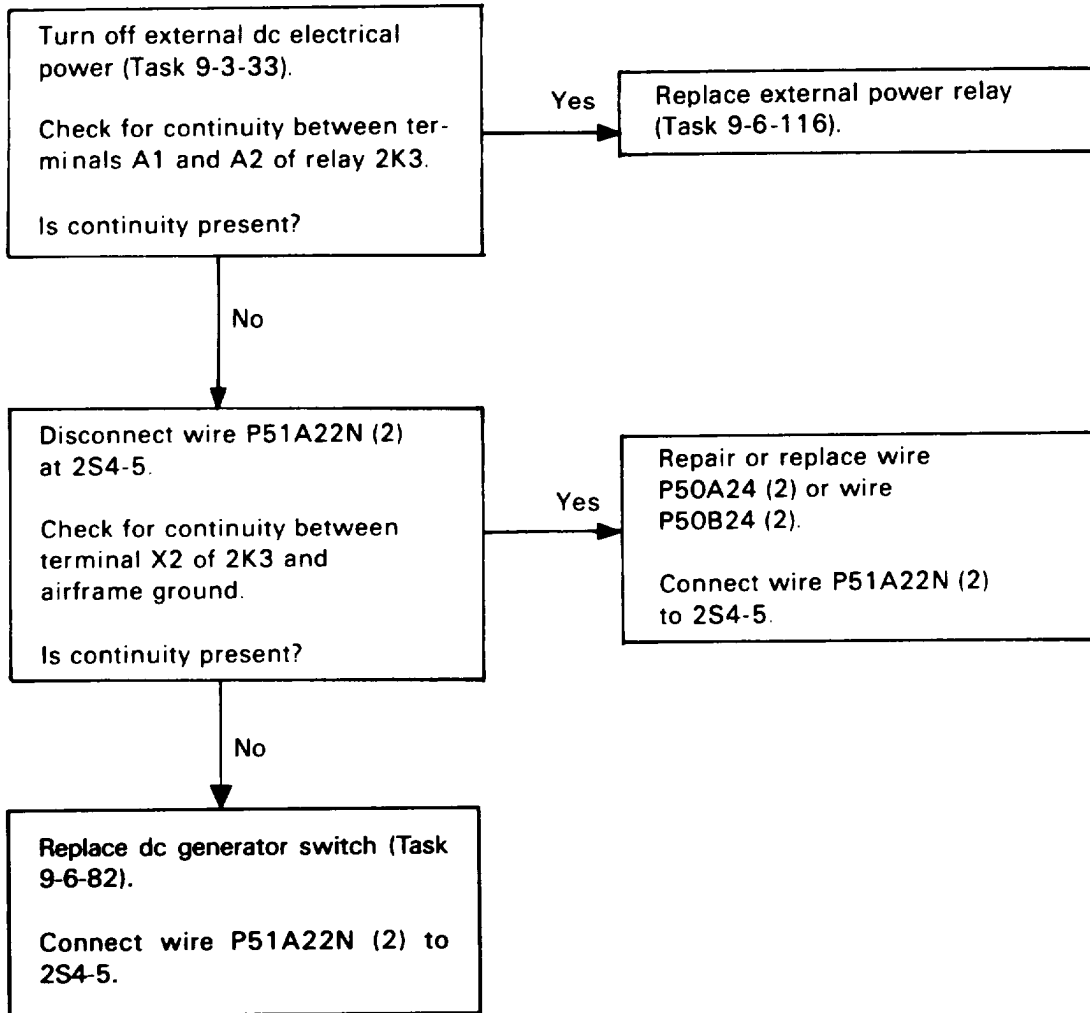 Turn off external dc electrical
power (Task 9-3-33).
Check for continuity between ter-
minals A1 and A2 of relay 2K3.
Is continuity present?
Yes
Replace external power relay
(Task 9-6-116).
No
Disconnect wire P51A22N (2)
at 2S4-5.
Check for continuity between
terminal X2 of 2K3 and
airframe ground.
Is continuity present?
Yes
Repair or replace wire
P50A24 (2) or wire
P50B24 (2).
Connect wire P51A22N (2)
to 2S4-5.
No
Replace dc generator switch (Task
9-6-82).
Connect wire P51A22N (2) to
2S4-5.